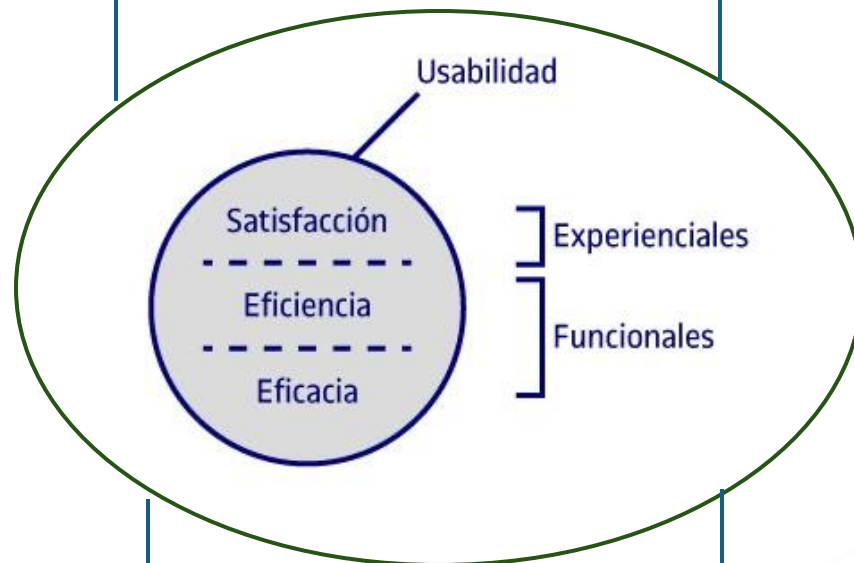 Usabilidad
Satisfacción
Experienciales
Eficiencia
Funcionales
Eficacia